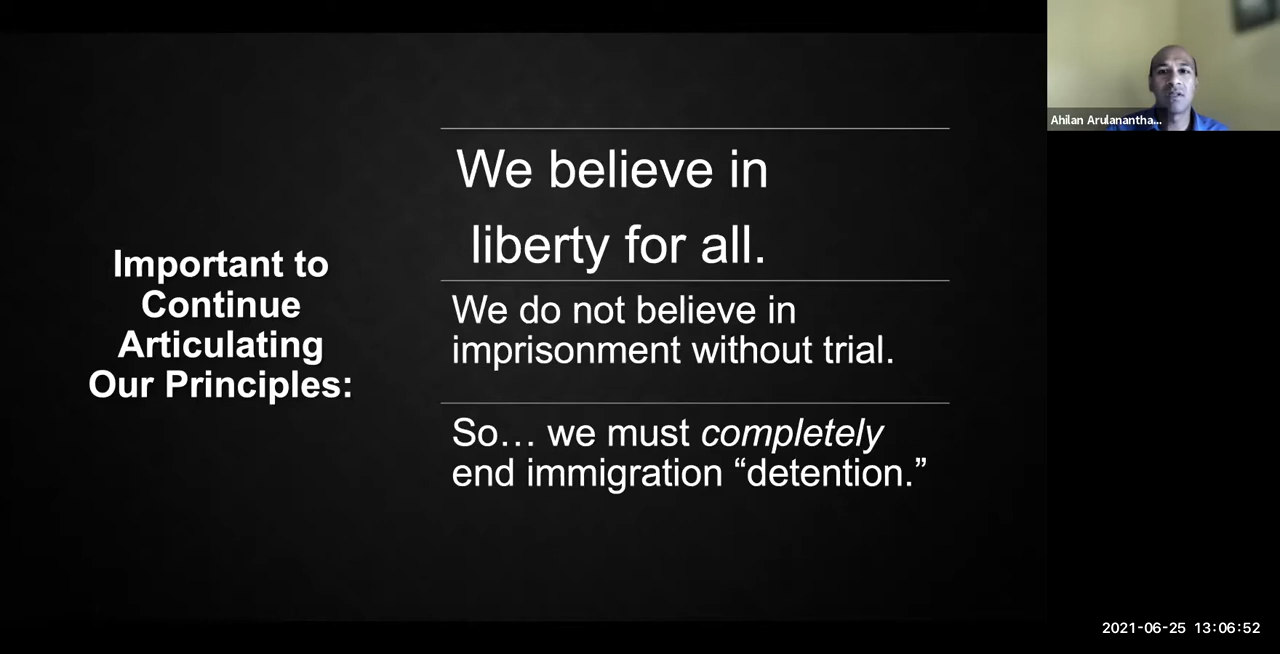 Important to
Continue
Articulating
Our Principles:
We believe in
liberty for all.
We do not believe in
imprisonment without trial.
So… we must completely
end immigration “detention.”
Ahilan Arulanantha...
2021-06-25 13:06:52